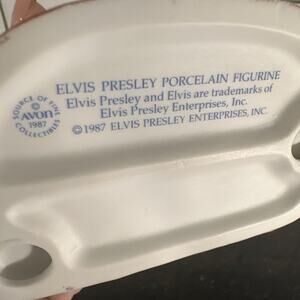 ELVIS PRESLEY PORCELAIN FIGURINE
Elvis Presley and Elvis are trademarks of
Elvis Presley Enterprises, Inc.
©1987 ELVIS PRESLEY ENTERPRISES, INC.
SOURCE OF FINE
AVON
1987
COLLECTIBLES